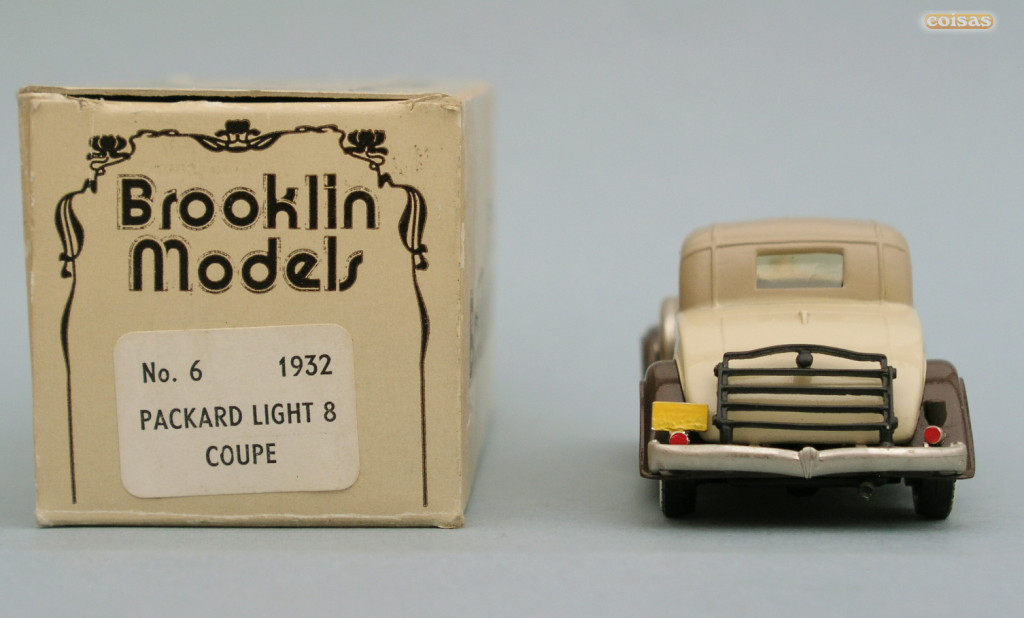 coisas
Brooklin
Models
No. 6 1932
PACKARD LIGHT 8
COUPE